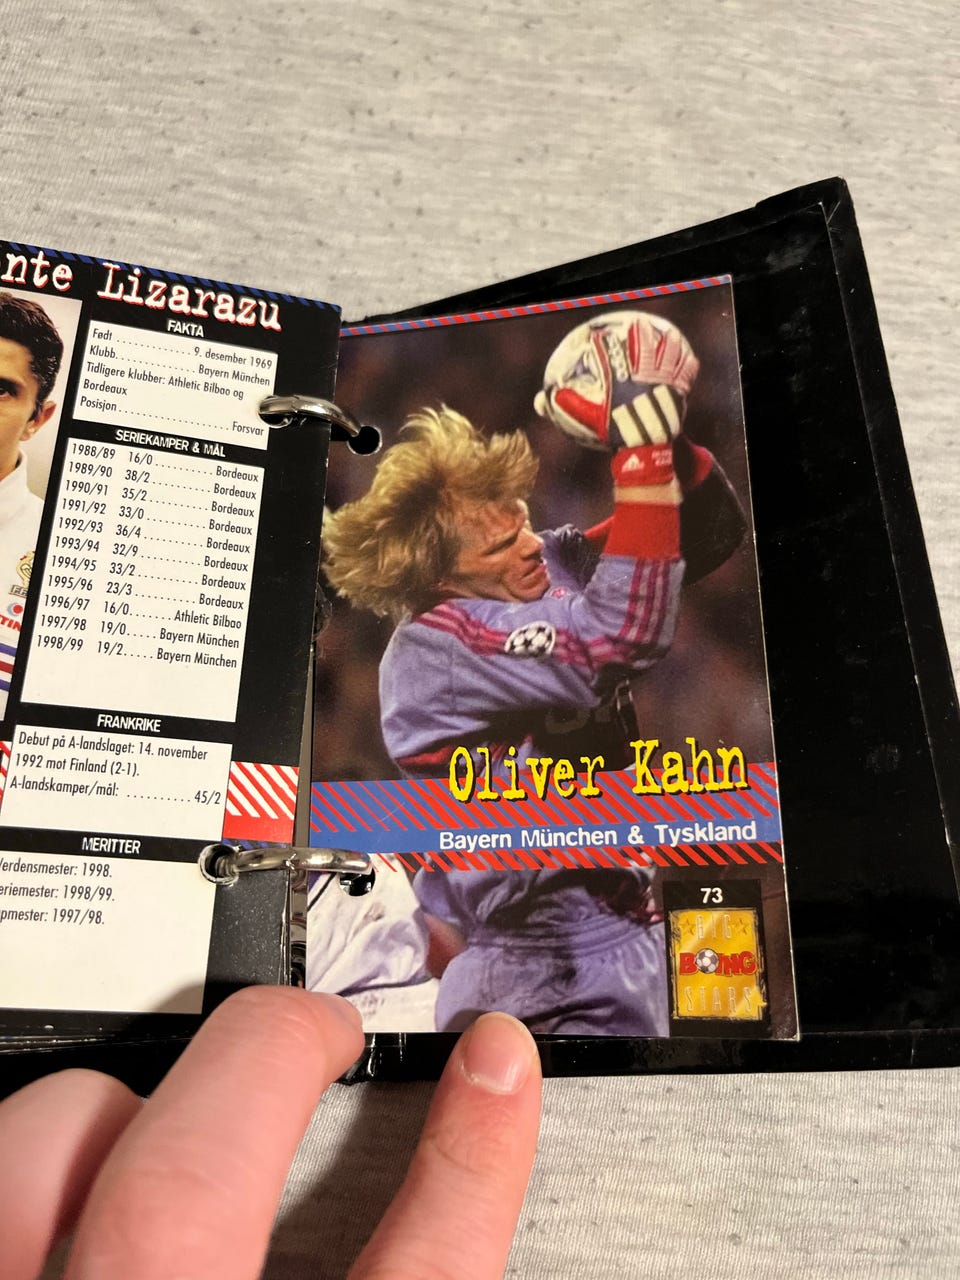 nte Lizarazu
FAKTA
Født . . . . . . . . . . . . . . . . 9. desember 1969
Klubb. . . . . . . . . . . . . . . . Bayern München
Tidligere klubber: Athletic Bilbao og
Bordeaux
Posjon . . . . . . . . . . . . . . . . . . . . Forsvar
SERIEKAMPER & MÅL
1988/89 16/0 . . . . . . . . . . . Bordeaux
1989/90 38/2 . . . . . . . . . . . Bordeaux
1990/91 35/2 . . . . . . . . . . . Bordeaux
1991/92 33/0 . . . . . . . . . . . Bordeaux
1992/93 36/4 . . . . . . . . . . . Bordeaux
1993/94 32/9 . . . . . . . . . . . Bordeaux
1994/95 33/2 . . . . . . . . . . . Bordeaux
1995/96 23/3 . . . . . . . . . . . Bordeaux
1996/97 16/0 . . . . . Athletic Bilbao
1997/98 19/0 . . . . . Bayern München
1998/99 19/2 . . . . . Bayern München
FRANKRIKE
Debut på A-landslaget: 14. november
1992 mot Finland (2-1).
A-landskamper/mål: . . . . . . . . . . 45/2
MERITTER
Verdensmester: 1998.
eriemester: 1998/99.
pmester: 1997/98.
Oliver Kahn
Bayern München & Tyskland
73
BIG
BOING
STARS